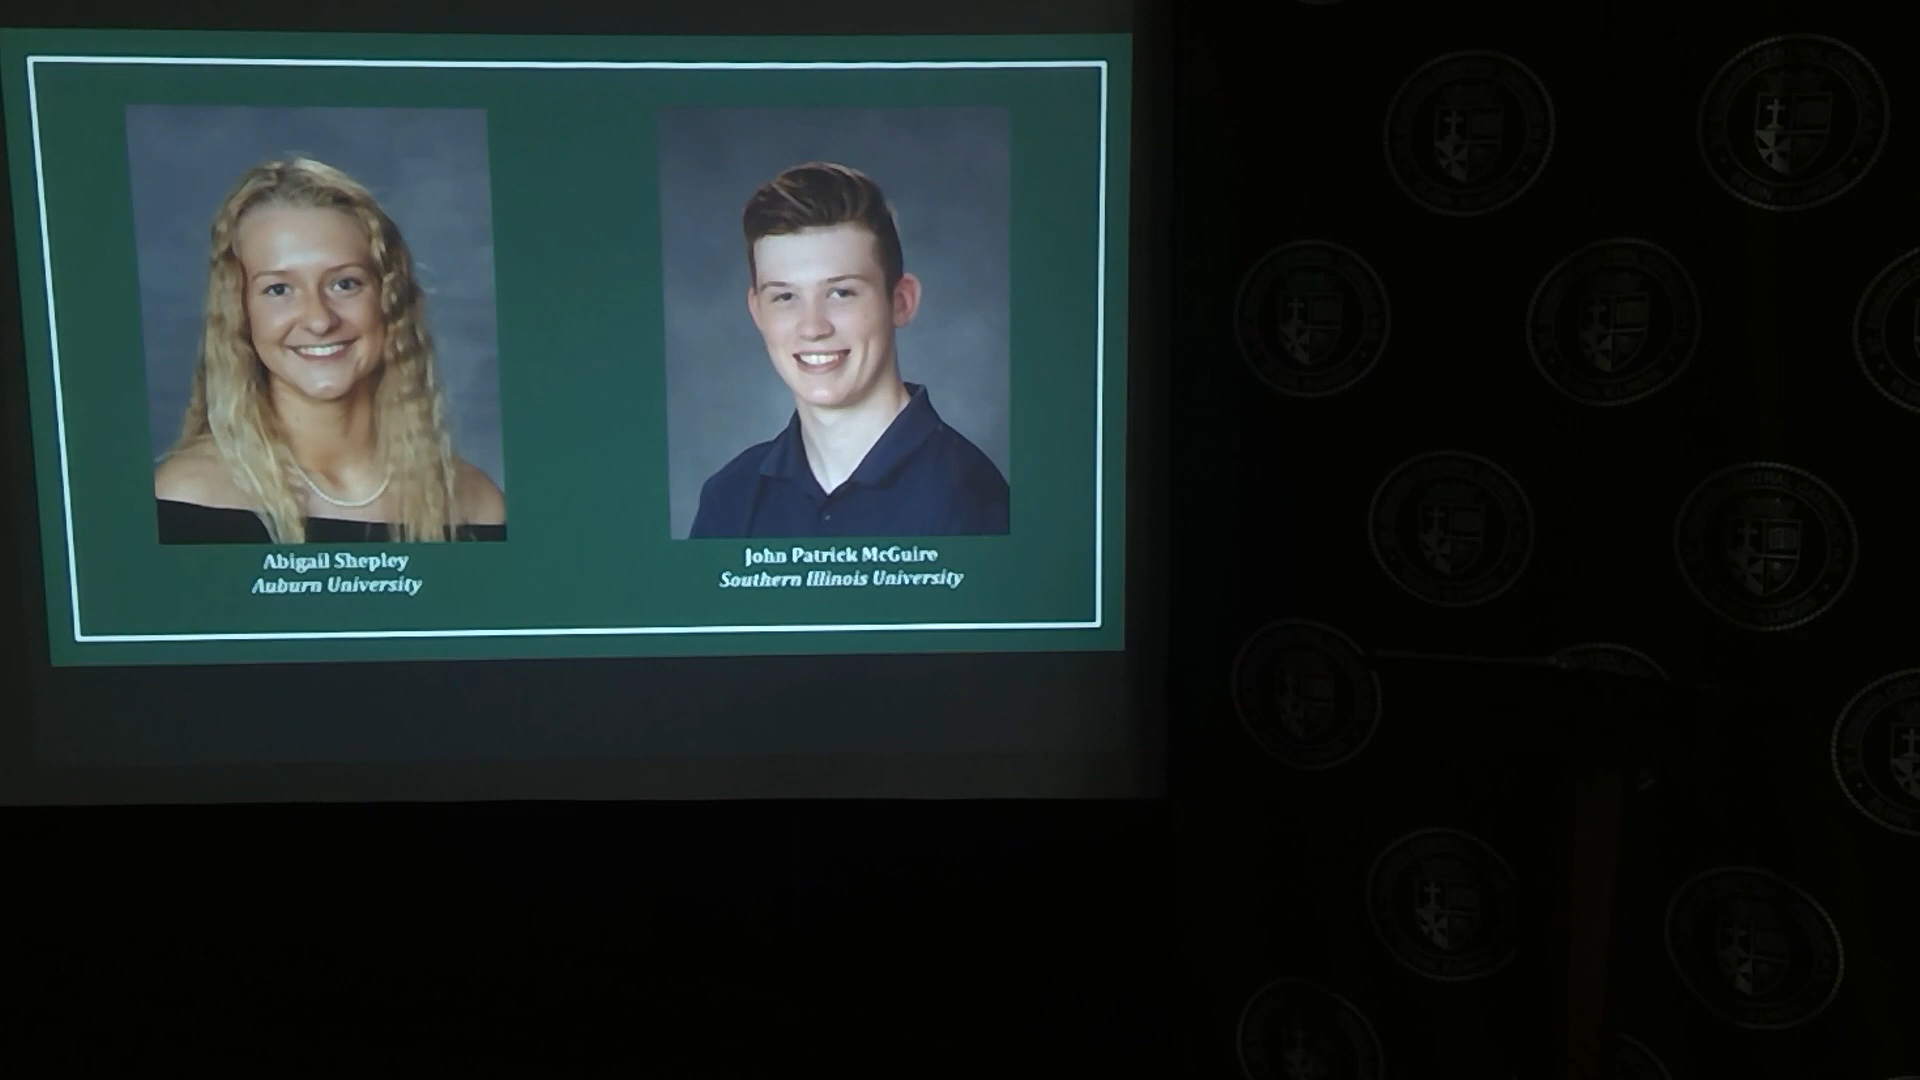 Abigail Shepley
Auburn University
John Patrick McGuire
Southern Illinois University